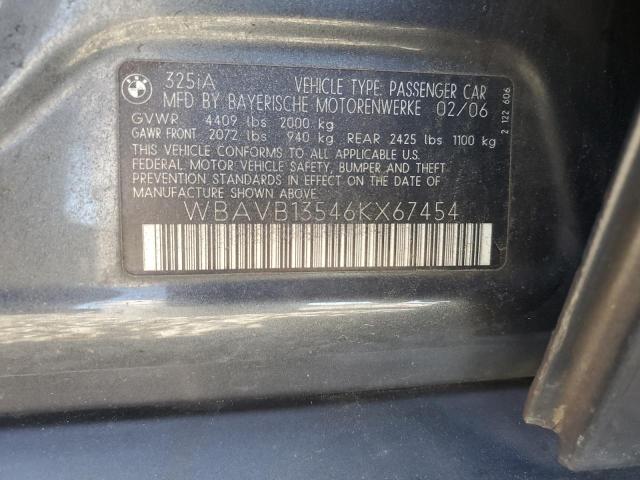 BMW
325iA VEHICLE TYPE: PASSENGER CAR
MFD BY BAYERISCHE MOTORENWERKE 02/06
GVWR 4409 lbs 2000 kg
GAWR FRONT 2072 lbs 940 kg REAR 2425 lbs 1100 kg
THIS VEHICLE CONFORMS TO ALL APPLICABLE U.S.
FEDERAL MOTOR VEHICLE SAFETY, BUMPER AND THEFT
PREVENTION STANDARDS IN EFFECT ON THE DATE OF
MANUFACTURE SHOWN ABOVE.
WBAVB13546KX67454
2 122 606